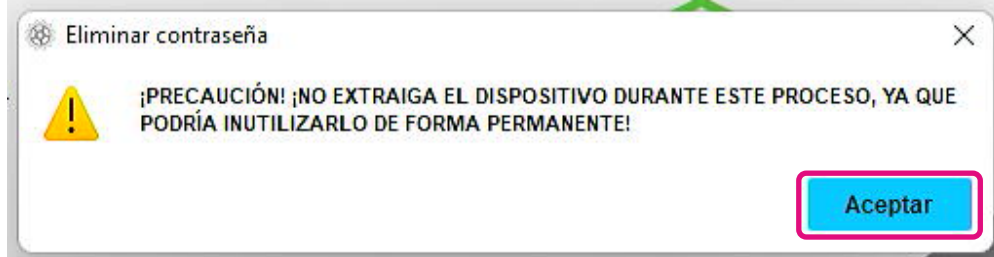 Eliminar contraseña
¡PRECAUCIÓN! ¡NO EXTRAIGA EL DISPOSITIVO DURANTE ESTE PROCESO, YA QUE
PODRÍA INUTILIZARLO DE FORMA PERMANENTE!
Aceptar